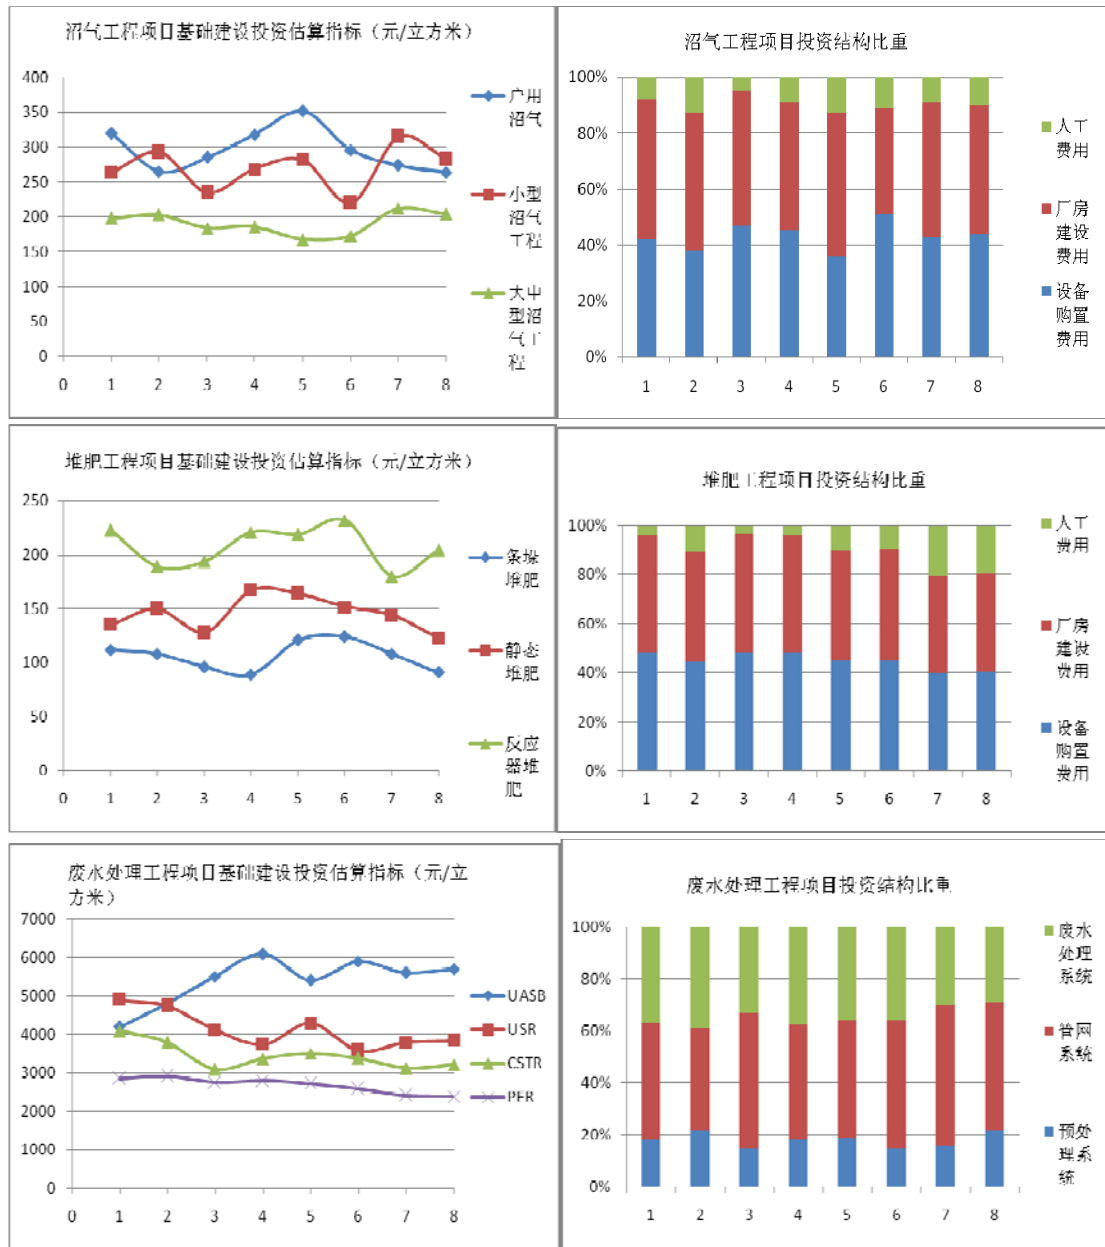 沼气工程项目基础建设投资估算指标（元/立方米）
400
350
300
250
200
150
100
50
0
0 1 2 3 4 5 6 7 8
户用
沼气
小型
沼气
工程
大中
型沼
气工
程
沼气工程项目投资结构比重
100%
80%
60%
40%
20%
0%
1 2 3 4 5 6 7 8
人工
费用
厂房
建设
费用
设备
购置
费用
堆肥工程项目基础建设投资估算指标（元/立方米）
250
200
150
100
50
0
0 1 2 3 4 5 6 7 8
条垛
堆肥
静态
堆肥
反应
器堆
肥
堆肥工程项目投资结构比重
100%
80%
60%
40%
20%
0%
1 2 3 4 5 6 7 8
人工
费用
厂房
建设
费用
设备
购置
费用
废水处理工程项目基础建设投资估算指标（元/立
方米）
7000
6000
5000
4000
3000
2000
1000
0
0 1 2 3 4 5 6 7 8
UASB
USR
CSTR
PFR
废水处理工程项目投资结构比重
100%
80%
60%
40%
20%
0%
1 2 3 4 5 6 7 8
废水
处理
系统
管网
系统
预处
理系
统